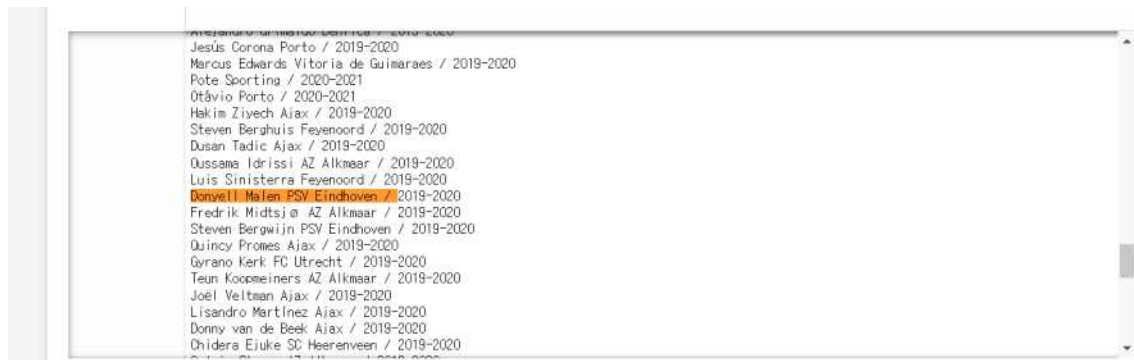 Jesús Corona Porto / 2019-2020
Marcus Edwards Vitoria de Guimaraes / 2019-2020
Pote Sporting / 2020-2021
Otávio Porto / 2020-2021
Hakim Ziyech Ajax / 2019-2020
Steven Berghuis Feyenoord / 2019-2020
Dusan Tadic Ajax / 2019-2020
Oussama Idrissi AZ Alkmaar / 2019-2020
Luis Sinisterra Feyenoord / 2019-2020
Donyell Malen PSV Eindhoven / 2019-2020
Fredrik Midtsjø AZ Alkmaar / 2019-2020
Steven Bergwijn PSV Eindhoven / 2019-2020
Quincy Promes Ajax / 2019-2020
Gyrano Kerk FC Utrecht / 2019-2020
Teun Koopmeiners AZ Alkmaar / 2019-2020
Joël Veltman Ajax / 2019-2020
Lisandro Martínez Ajax / 2019-2020
Donny van de Beek Ajax / 2019-2020
Chidera Ejuke SC Heerenveen / 2019-2020